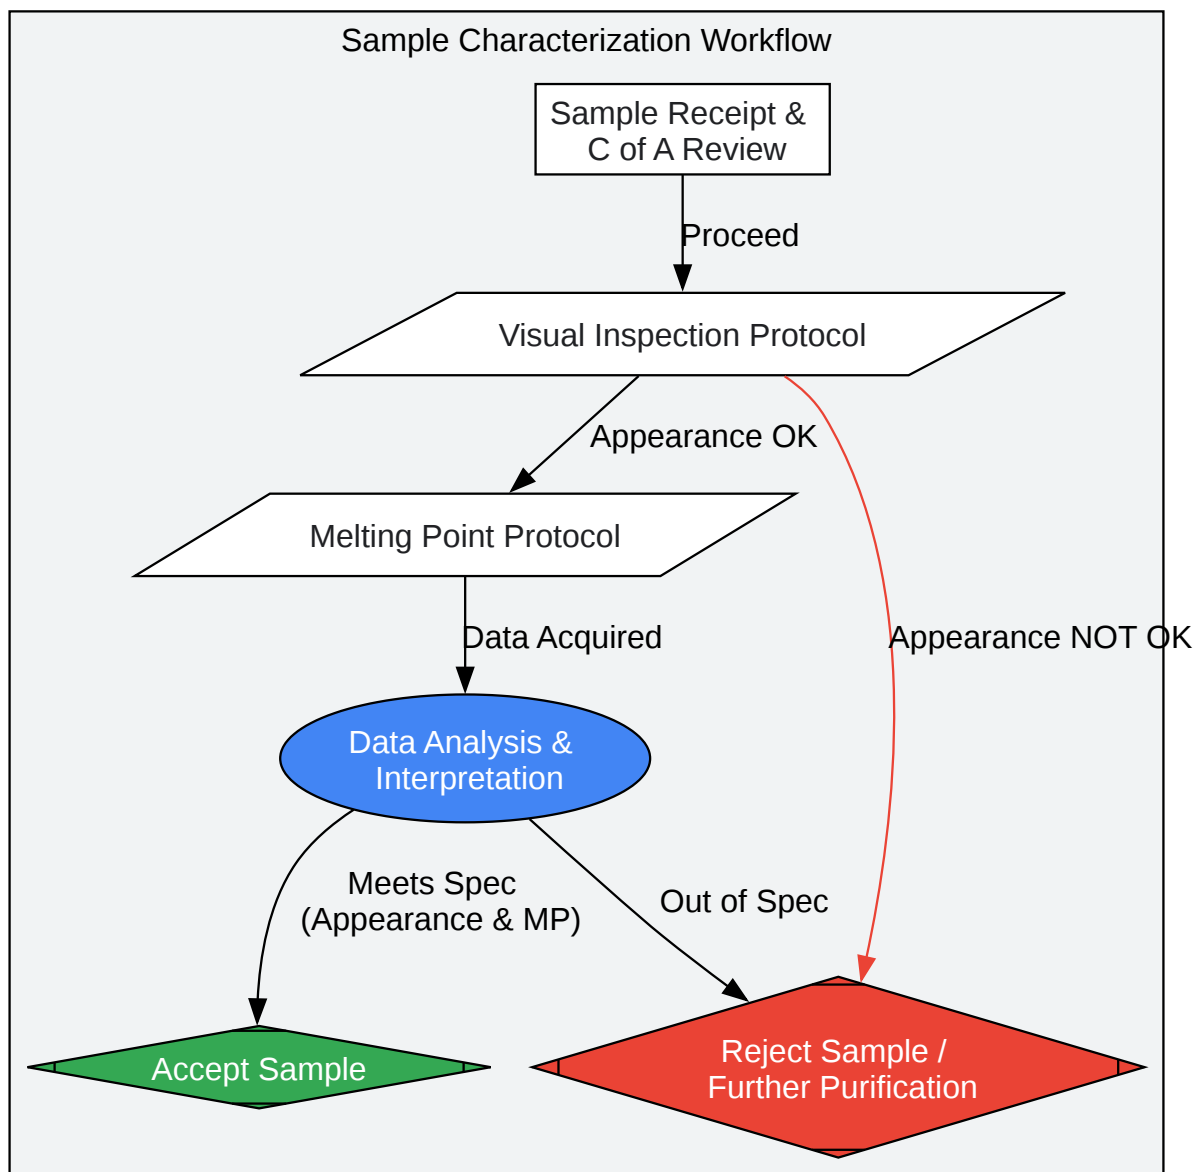 Sample Characterization Workflow
Sample Receipt &
C of A Review
Proceed
Visual Inspection Protocol
Appearance OK
Melting Point Protocol
Data Acquired
Appearance NOT OK
Data Analysis &
Interpretation
Meets Spec
(Appearance & MP)
Out of Spec
Accept Sample
Reject Sample /
Further Purification